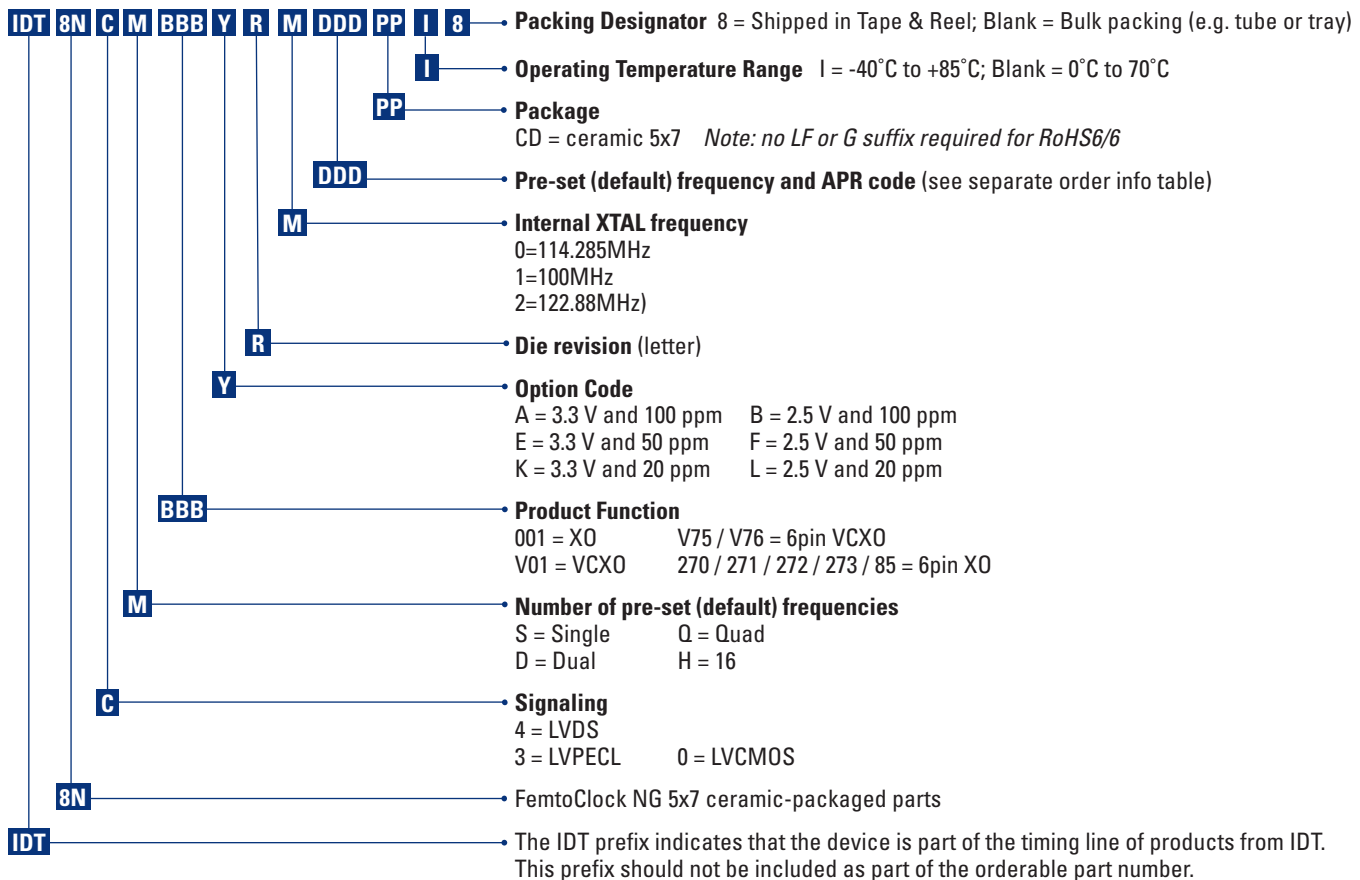 IDT 8N C M BBB Y R M DDD PP I 8 Packing Designator 8 = Shipped in Tape & Reel; Blank = Bulk packing (e.g. tube or tray)
I Operating Temperature Range I = -40˚C to +85˚C; Blank = 0˚C to 70˚C
PP Package
CD = ceramic 5x7 Note: no LF or G suffix required for RoHS6/6
DDD Pre-set (default) frequency and APR code (see separate order info table)
M Internal XTAL frequency
0=114.285MHz
1=100MHz
2=122.88MHz)
R Die revision (letter)
Y Option Code
A = 3.3 V and 100 ppm B = 2.5 V and 100 ppm
E = 3.3 V and 50 ppm F = 2.5 V and 50 ppm
K = 3.3 V and 20 ppm L = 2.5 V and 20 ppm
BBB Product Function
001 = XO V75 / V76 = 6pin VCXO
V01 = VCXO 270 / 271 / 272 / 273 / 85 = 6pin XO
M Number of pre-set (default) frequencies
S = Single Q = Quad
D = Dual H = 16
C Signaling
4 = LVDS
3 = LVPECL 0 = LVCMOS
8N FemtoClock NG 5x7 ceramic-packaged parts
IDT The IDT prefix indicates that the device is part of the timing line of products from IDT.
This prefix should not be included as part of the orderable part number.